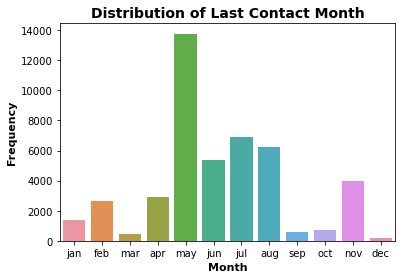 Distribution of Last Contact Month
Frequency
14000
12000
10000
8000
6000
4000
2000
0
jan feb mar apr may jun jul aug sep oct nov dec
Month